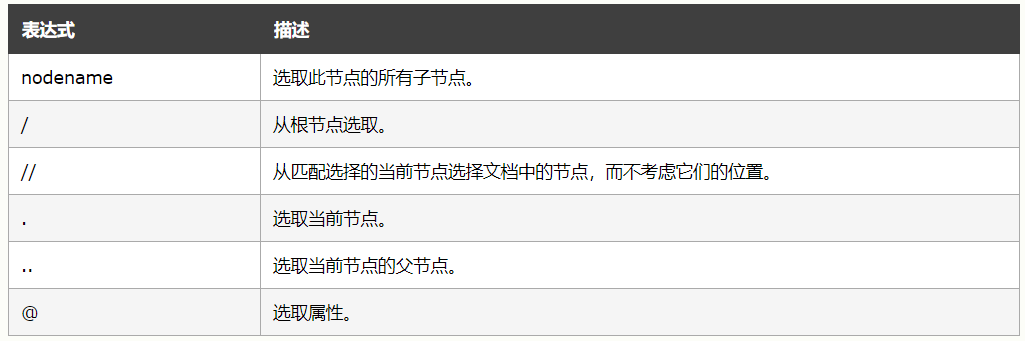 表达式 描述
nodename 选取此节点的所有子节点。
/ 从根节点选取。
// 从匹配选择的当前节点选择文档中的节点，而不考虑它们的位置。
. 选取当前节点。
.. 选取当前节点的父节点。
@ 选取属性。